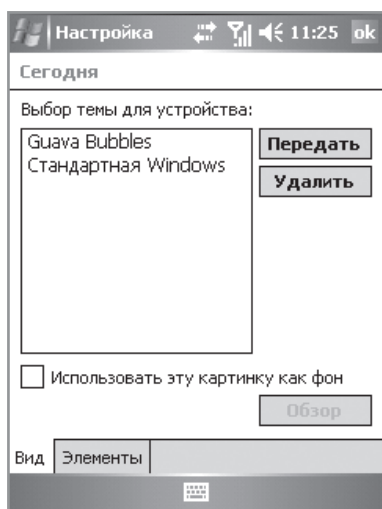 Настройка 11:25 ok
Сегодня
Выбор темы для устройства:
Guava Bubbles
Стандартная Windows
Передать
Удалить
Использовать эту картинку как фон
Обзор
Вид Элементы